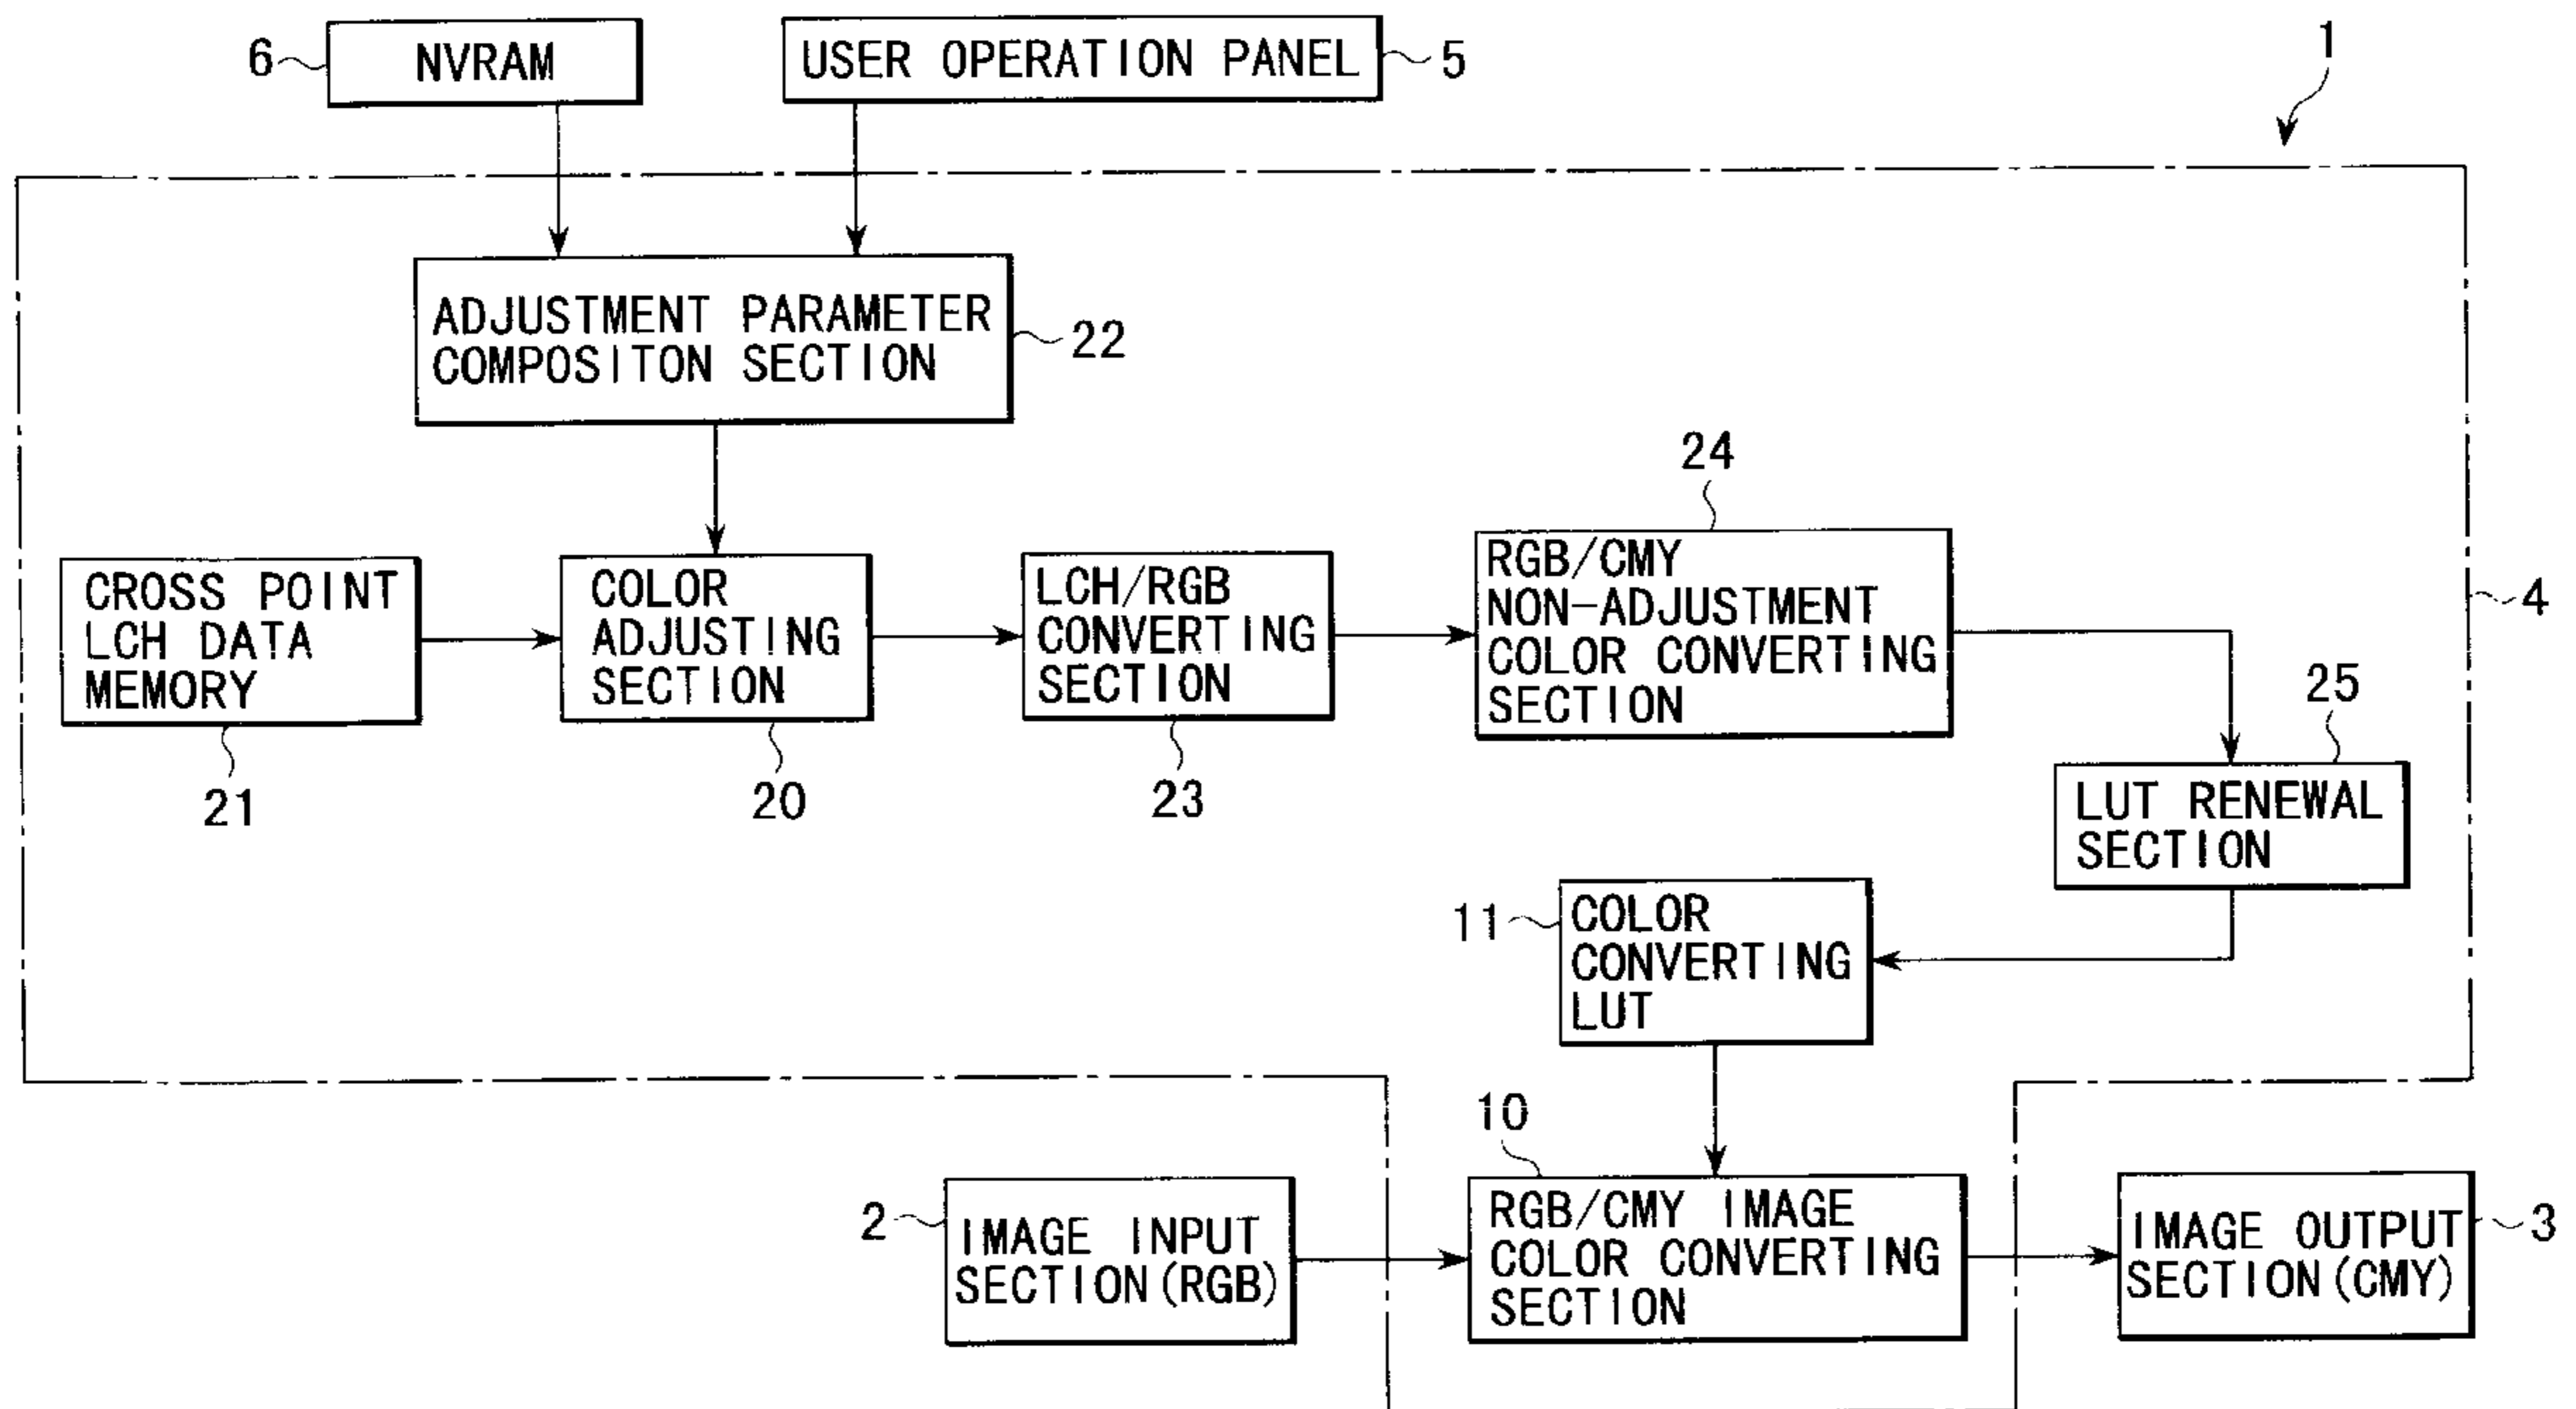 6
NVRAM
USER OPERATION PANEL
5
1
ADJUSTMENT PARAMETER
COMPOSITON SECTION
22
24
CROSS POINT
LCH DATA
MEMORY
21
COLOR
ADJUSTING
SECTION
20
LCH/RGB
CONVERTING
SECTION
23
RGB/CMY
NON-ADJUSTMENT
COLOR CONVERTING
SECTION
4
25
LUT RENEWAL
SECTION
11
COLOR
CONVERTING
LUT
10
2
IMAGE INPUT
SECTION(RGB)
RGB/CMY IMAGE
COLOR CONVERTING
SECTION
IMAGE OUTPUT
SECTION(CMY)
3